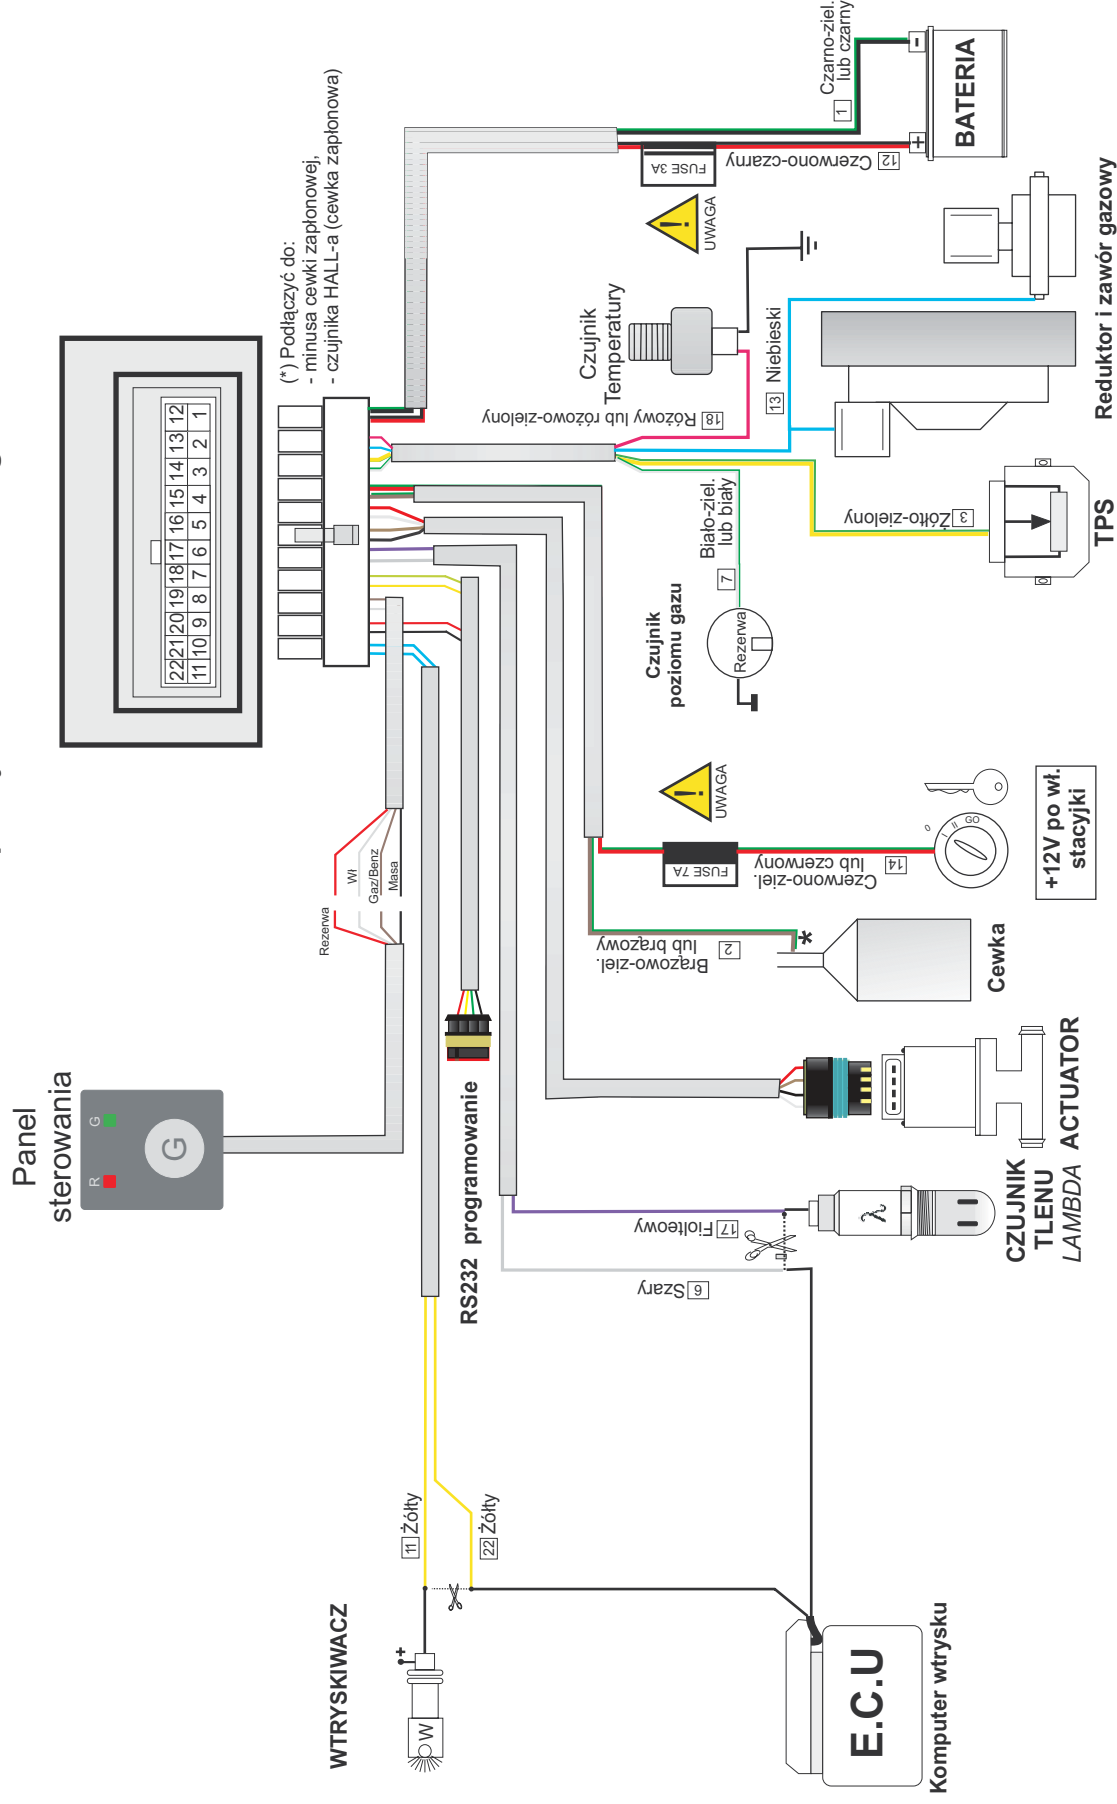 Panel
sterowania
R
G
G
22 21 20 19 18 17 16 15 14 13 12
11 10 9 8 7 6 5 4 3 2 1
(*) Podłączyć do:
- minusa cewki zapłonowej,
- czujnika HALL-a (cewka zapłonowa)
Rezerwa
Wł
Gaz/Benz
Masa
WTRYSKIWACZ
W
+
11 Żółty
22 Żółty
RS232 programowanie
6 Szary
17 Fiolteowy
E.C.U
Komputer wtrysku
λ
CZUJNIK
TLENU
LAMBDA
ACTUATOR
2
Brązowo-ziel.
lub brązowy
*
Cewka
FUSE 7A
UWAGA
14
Czerwono-ziel.
lub czerwony
0
I
II
GO
+12V po wł.
stacyjki
Czujnik
poziomu gazu
Rezerwa
7
Biało-ziel.
lub biały
3 Żółto-zielony
TPS
18 Różowy lub różowo-zielony
Czujnik
Temperatury
13 Niebieski
Reduktor i zawór gazowy
FUSE 3A
UWAGA
12 Czerwono-czarny
1
Czarno-ziel.
lub czarny
+
-
BATERIA